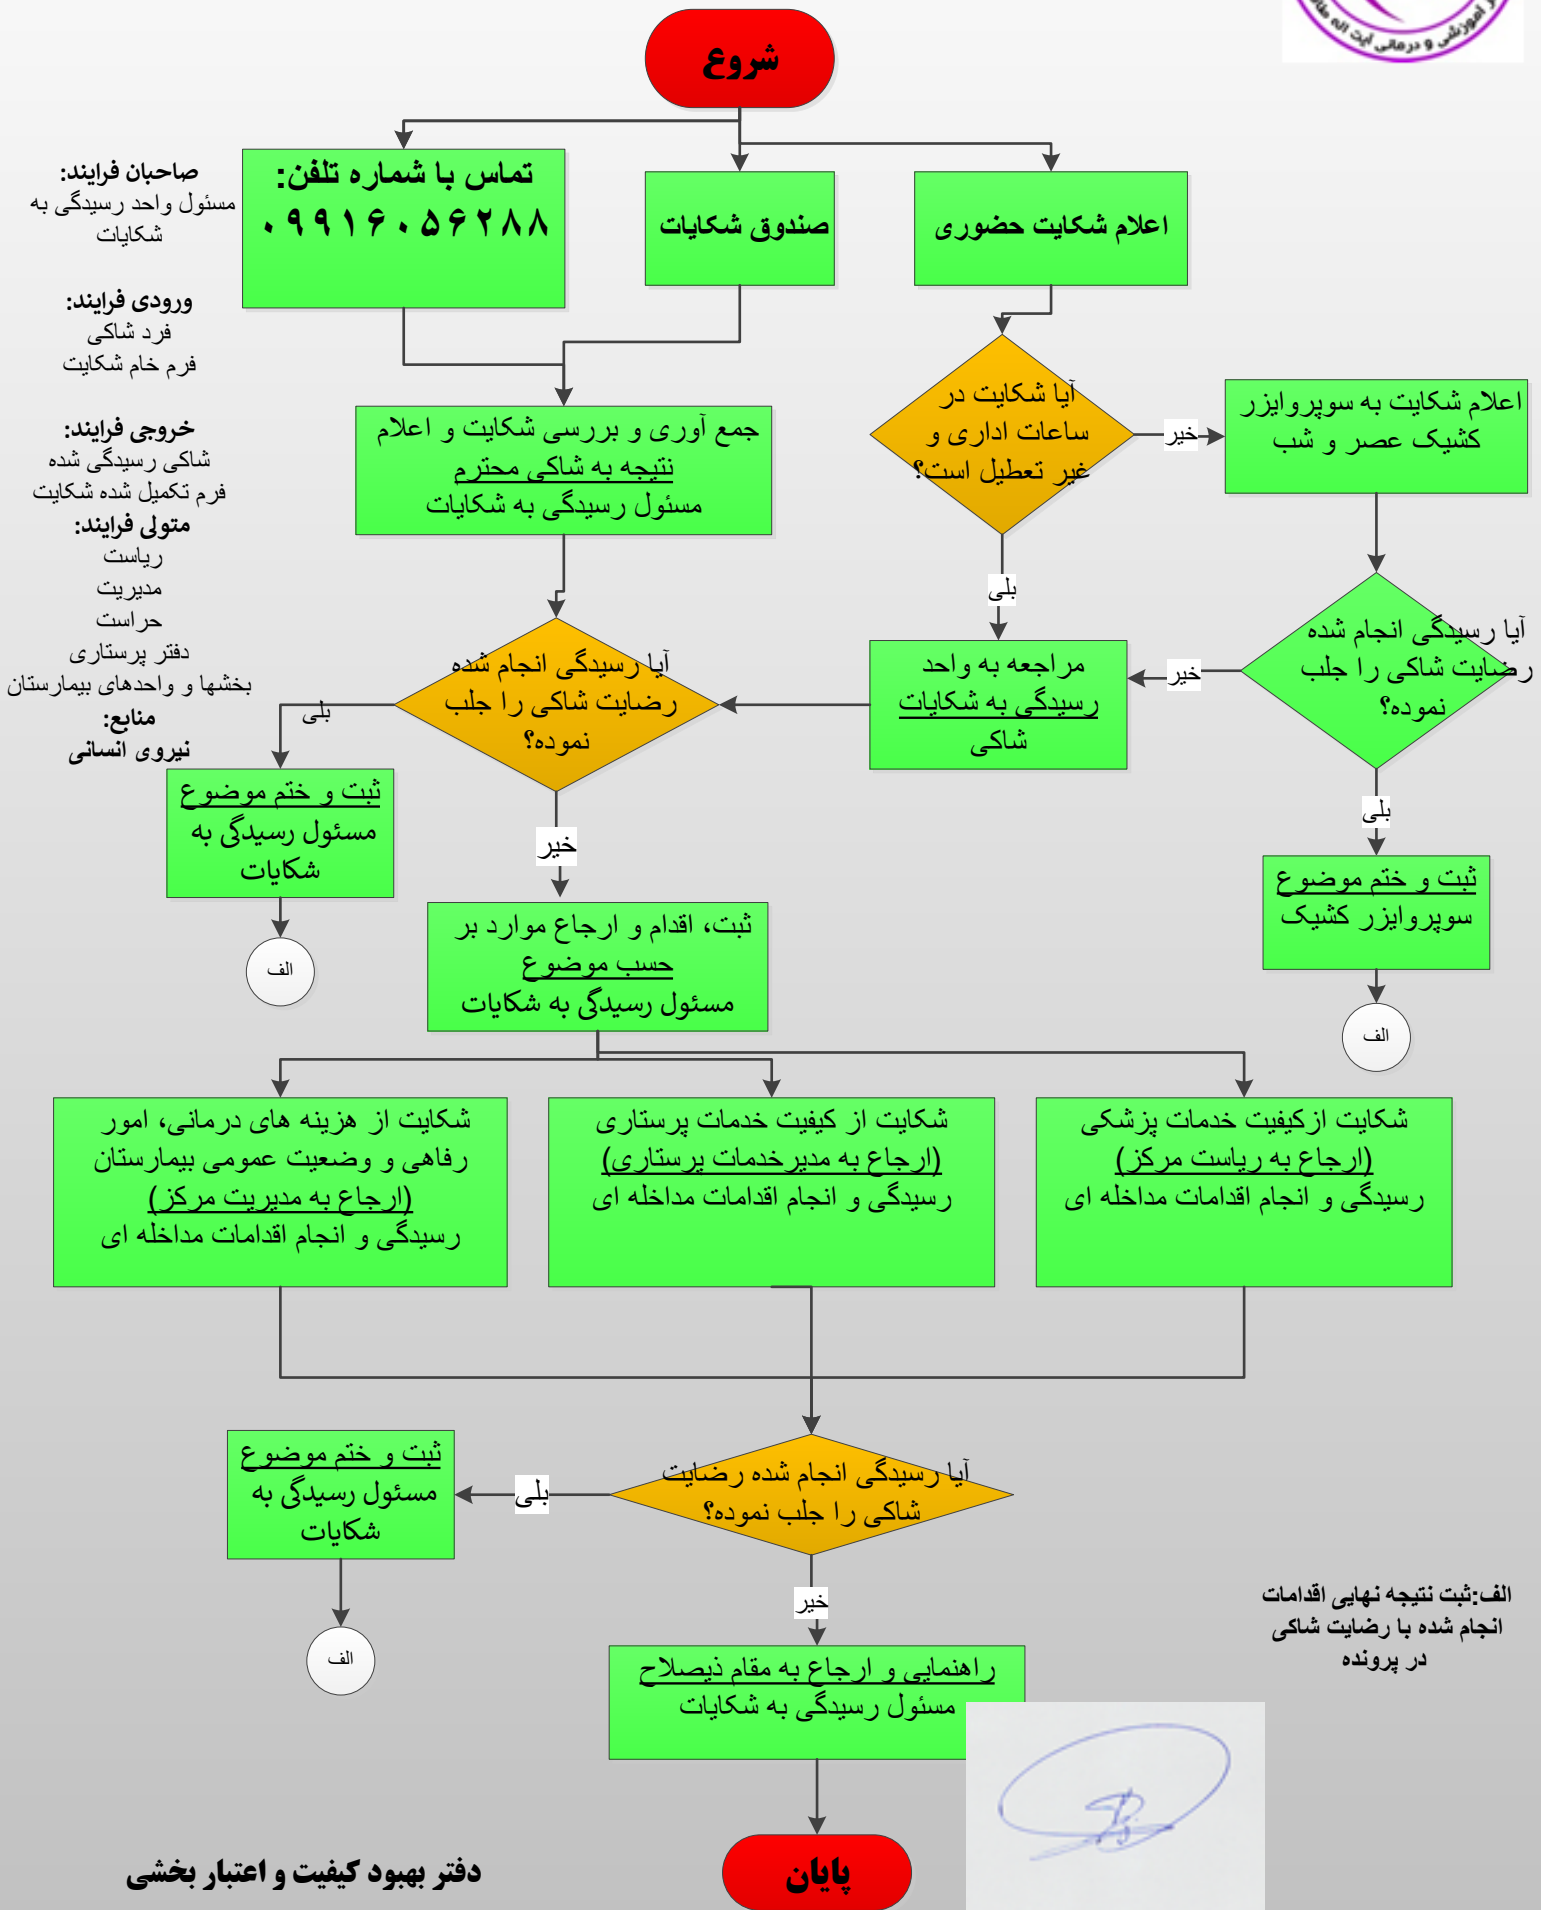 آموزشی و درمانی آیت اله
شروع
تماس با شماره تلفن:
۰۹۹۱۶۰۵۶۲۸۸
صندوق شکایات
اعلام شکایت حضوری
صاحبان فرایند:
مسئول واحد رسیدگی به
شکایات
ورودی فرایند:
فرد شاکی
فرم خام شکایت
خروجی فرایند:
شاکی رسیدگی شده
فرم تکمیل شده شکایت
متولی فرایند:
ریاست
مدیریت
حراست
دفتر پرستاری
بخشها و واحدهای بیمارستان
منابع:
نیروی انسانی
آیا شکایت در
ساعات اداری و
غیر تعطیل است؟
خیر
اعلام شکایت به سوپروایزر
کشیک عصر و شب
جمع آوری و بررسی شکایت و اعلام
نتیجه به شاکی محترم
مسئول رسیدگی به شکایات
بلی
آیا رسیدگی انجام شده
رضایت شاکی را جلب
نموده؟
خیر
مراجعه به واحد
رسیدگی به شکایات
شاکی
آیا رسیدگی انجام شده
رضایت شاکی را جلب
نموده؟
بلی
ثبت و ختم موضوع
مسئول رسیدگی به
شکایات
الف
خیر
بلی
ثبت و ختم موضوع
سوپروایزر کشیک
الف
ثبت، اقدام و ارجاع موارد بر
حسب موضوع
مسئول رسیدگی به شکایات
شکایت ازکیفیت خدمات پزشکی
(ارجاع به ریاست مرکز)
رسیدگی و انجام اقدامات مداخله ای
شکایت از کیفیت خدمات پرستاری
(ارجاع به مدیرخدمات پرستاری)
رسیدگی و انجام اقدامات مداخله ای
شکایت از هزینه های درمانی، امور
رفاهی و وضعیت عمومی بیمارستان
(ارجاع به مدیریت مرکز)
رسیدگی و انجام اقدامات مداخله ای
آیا رسیدگی انجام شده رضایت
شاکی را جلب نموده؟
بلی
ثبت و ختم موضوع
مسئول رسیدگی به
شکایات
الف
خیر
راهنمایی و ارجاع به مقام ذیصلاح
مسئول رسیدگی به شکایات
الف:ثبت نتیجه نهایی اقدامات
انجام شده با رضایت شاکی
در پرونده
پایان
دفتر بهبود کیفیت و اعتبار بخشی